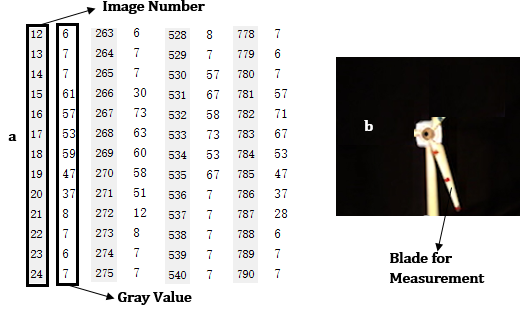 Image Number
12 6 263 6 528 8 778 7
13 7 264 7 529 7 779 6
14 7 265 7 530 57 780 7
15 61 266 30 531 67 781 57
16 57 267 73 532 58 782 71
17 53 268 63 533 73 783 67
18 59 269 60 534 53 784 53
19 47 270 58 535 67 785 47
20 37 271 51 536 7 786 37
21 8 272 12 537 7 787 28
22 7 273 8 538 7 788 6
23 6 274 7 539 7 789 7
24 7 275 7 540 7 790 7
a
Gray Value
b
Blade for
Measurement